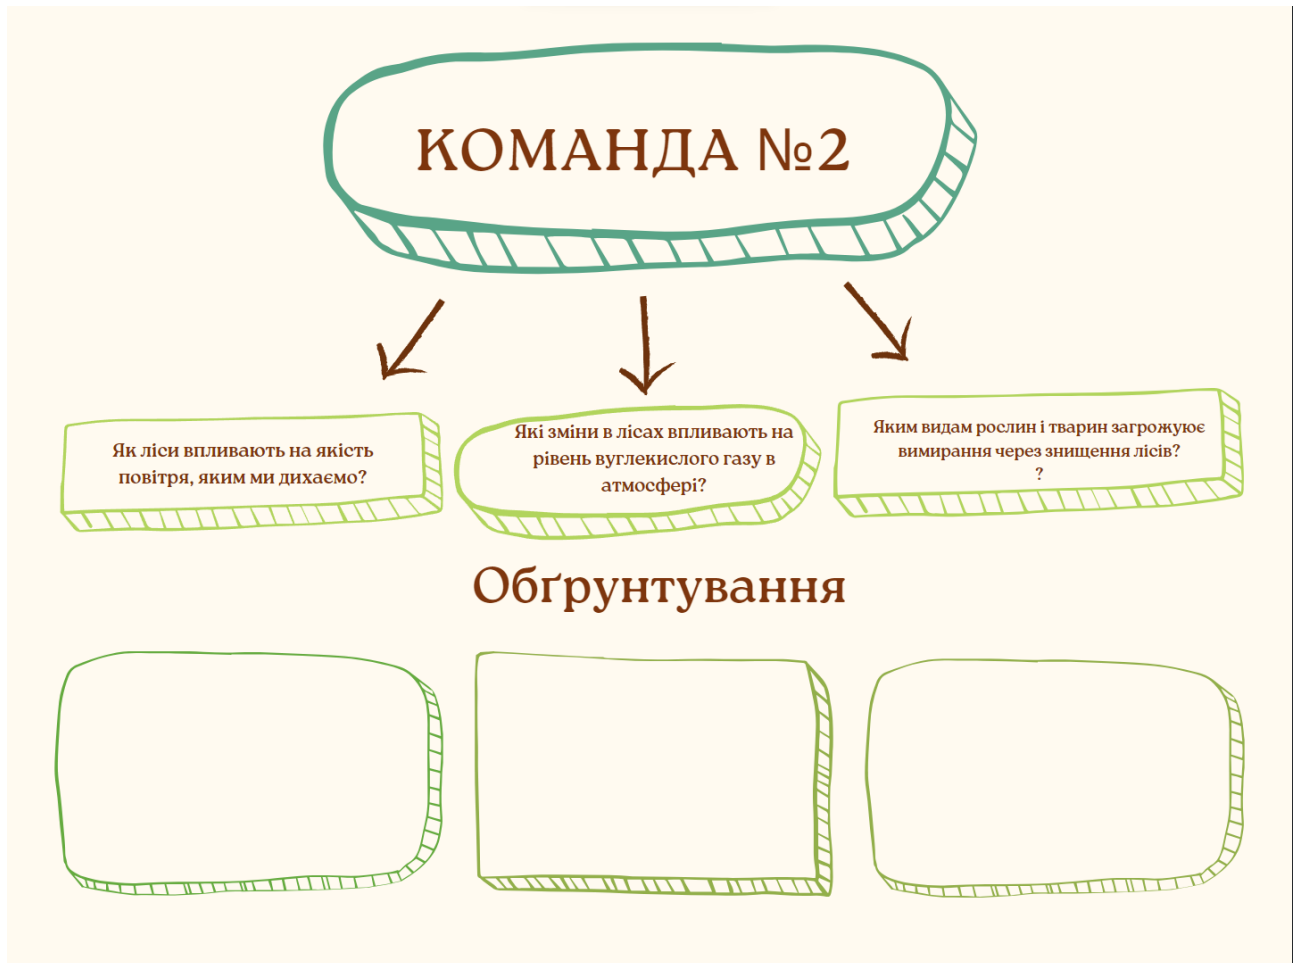 КОМАНДА №2
Як ліси впливають на якість
повітря, яким ми дихаємо?
Які зміни в лісах впливають на
рівень вуглекислого газу в
атмосфері?
Яким видам рослин і тварин загрожуює
вимирання через знищення лісів?
?
Обґрунтування